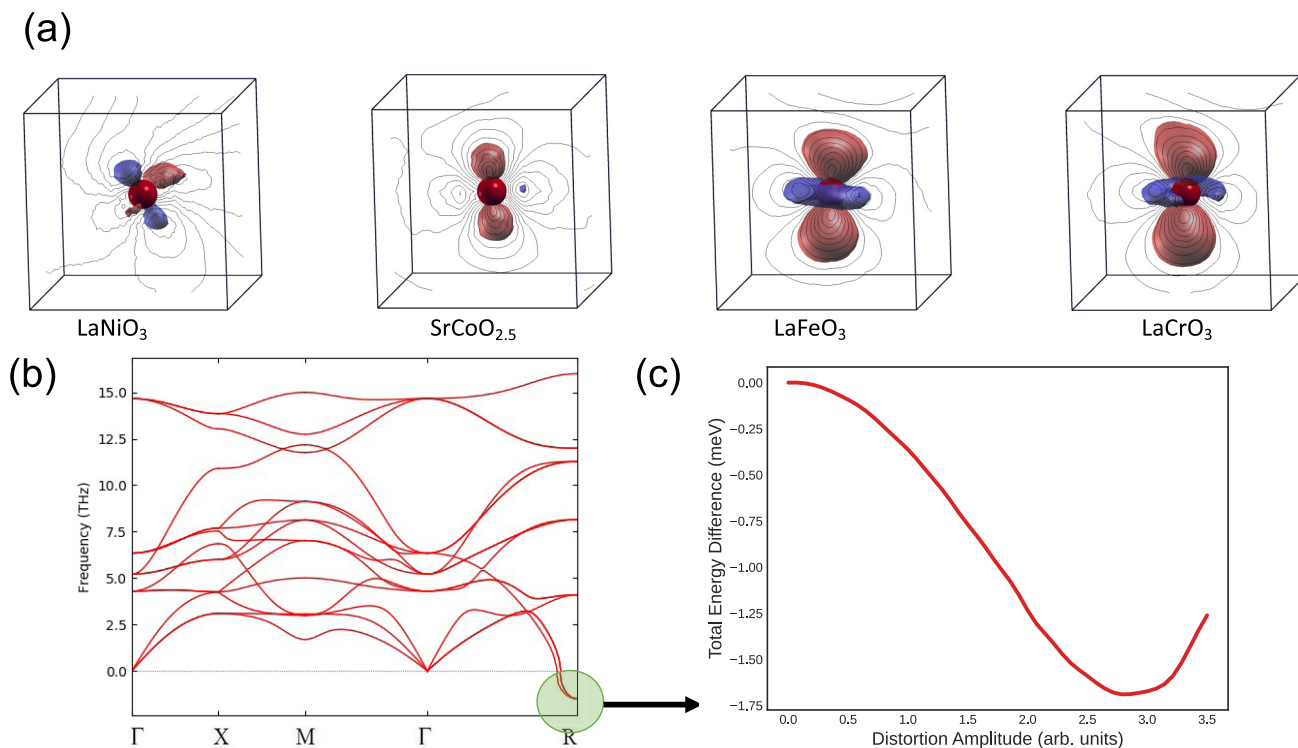 (a)
LaNiO3
SrCoO2.5
LaFeO3
LaCrO3
(b)
Frequency (THz)
15.0
12.5
10.0
7.5
5.0
2.5
0.0
Γ X M Γ R
(c)
Total Energy Difference (meV)
0.00
−0.25
−0.50
−0.75
−1.00
−1.25
−1.50
−1.75
0.0 0.5 1.0 1.5 2.0 2.5 3.0 3.5
Distortion Amplitude (arb. units)